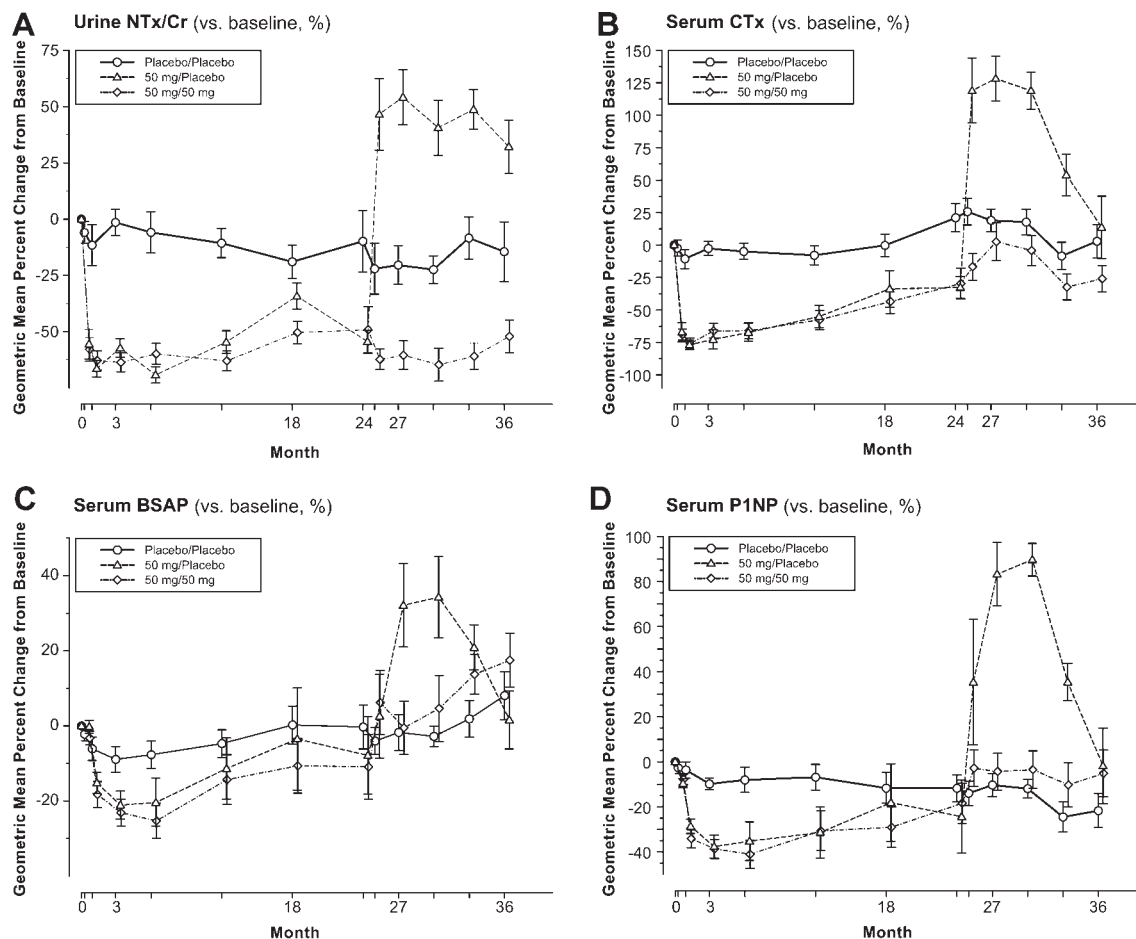 A Urine NTx/Cr (vs. baseline, %)
Geometric Mean Percent Change from Baseline
75
50
25
0
-25
-50
Placebo/Placebo
50 mg/Placebo
50 mg/50 mg
0 3 18 24 27 36
Month
B Serum CTx (vs. baseline, %)
Geometric Mean Percent Change from Baseline
150
125
100
75
50
25
0
-25
-50
-75
-100
Placebo/Placebo
50 mg/Placebo
50 mg/50 mg
0 3 18 24 27 36
Month
C Serum BSAP (vs. baseline, %)
Geometric Mean Percent Change from Baseline
40
20
0
-20
Placebo/Placebo
50 mg/Placebo
50 mg/50 mg
0 3 18 27 36
Month
D Serum P1NP (vs. baseline, %)
Geometric Mean Percent Change from Baseline
100
80
60
40
20
0
-20
-40
Placebo/Placebo
50 mg/Placebo
50 mg/50 mg
0 3 18 24 27 36
Month